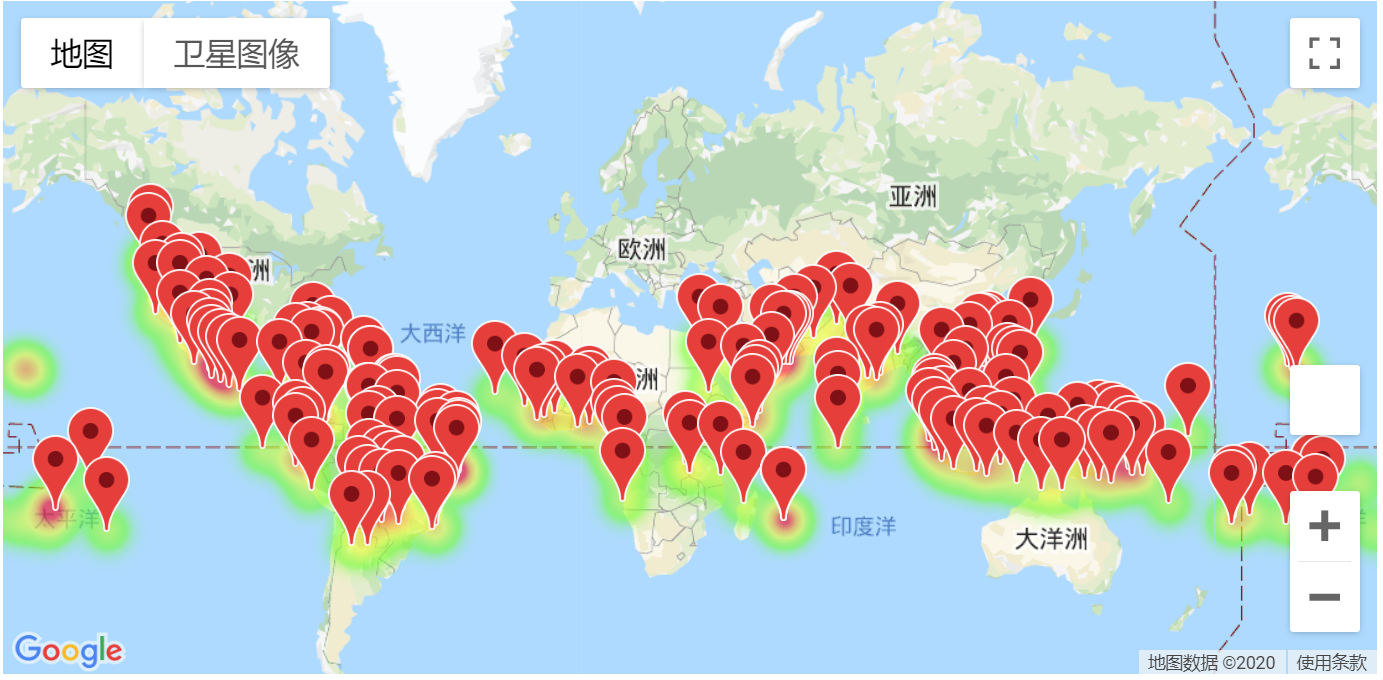 地图
卫星图像
亚洲
欧洲
洲
大西洋
洲
太平洋
印度洋
大洋洲
洋
Google
地图数据 ©2020
使用条款